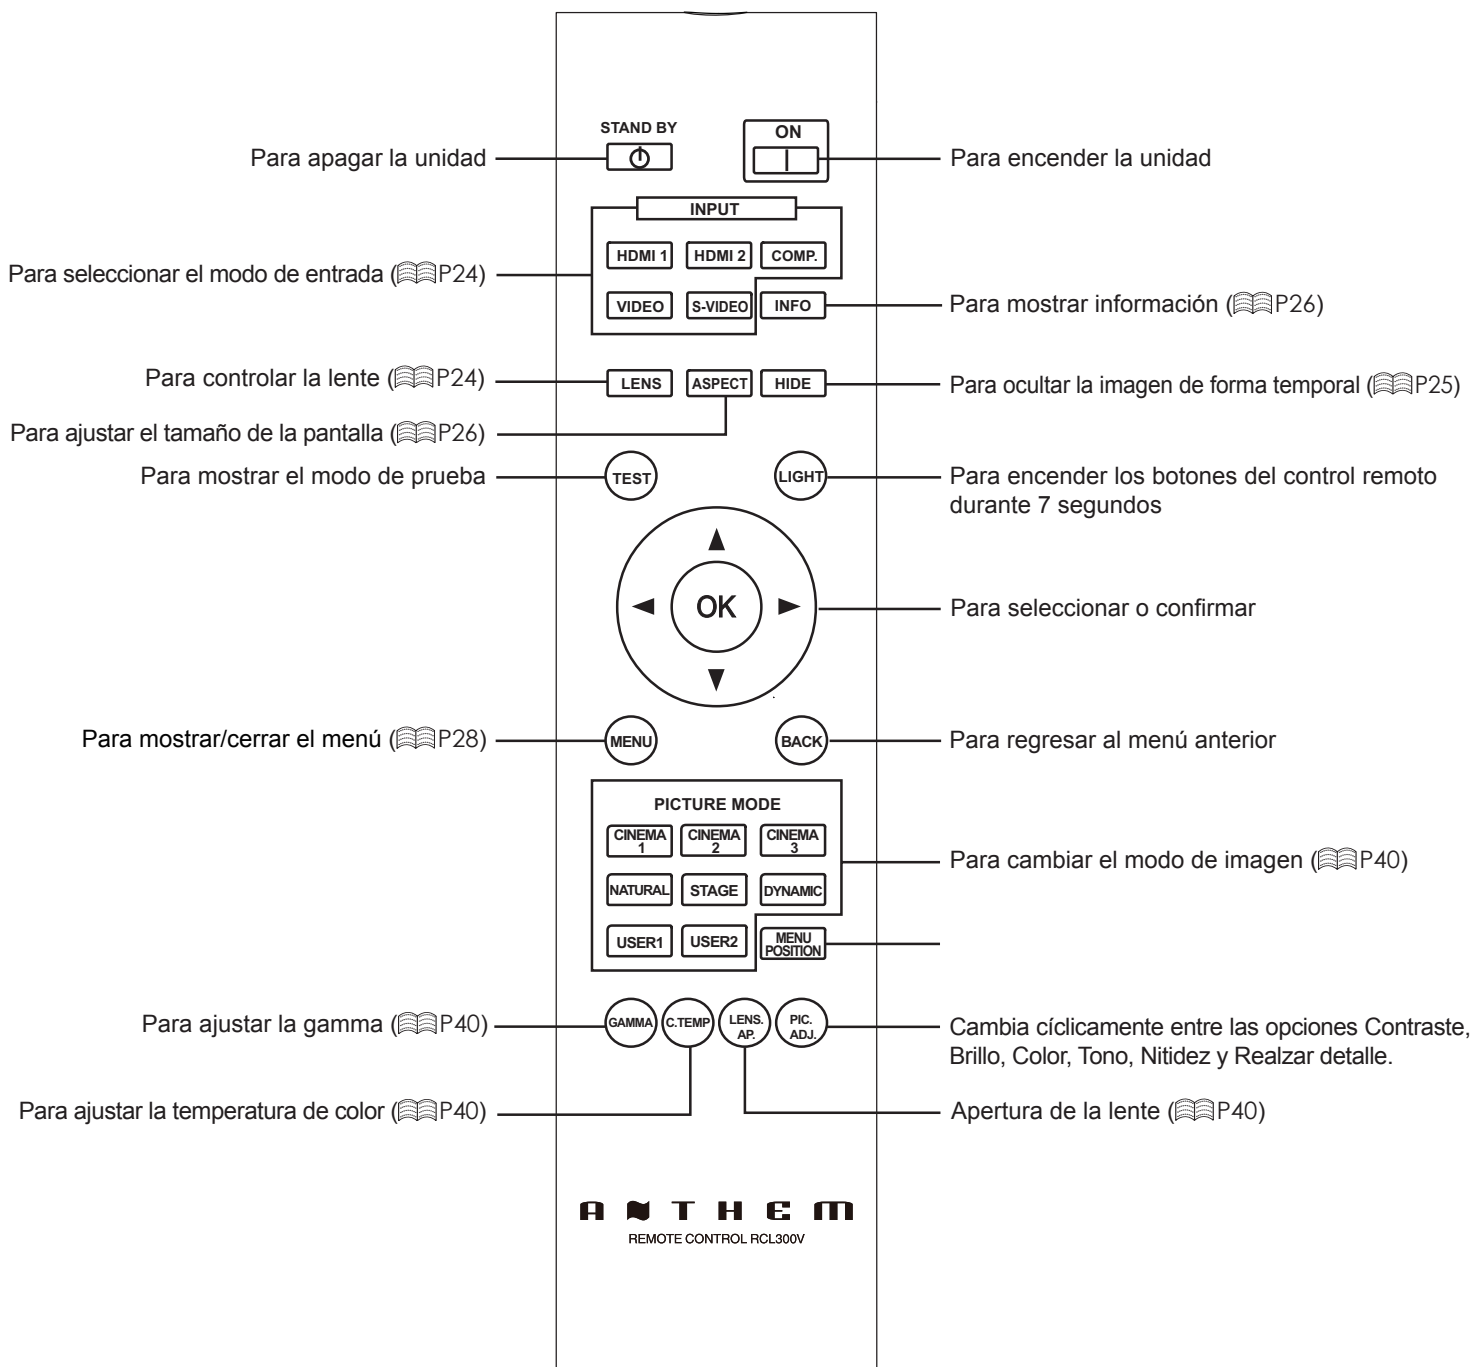 STAND BY
ON
Para apagar la unidad
Para encender la unidad
INPUT
HDMI 1
HDMI 2
COMP.
Para seleccionar el modo de entrada (P24)
VIDEO
S-VIDEO
INFO
Para mostrar información (P26)
Para controlar la lente (P24)
LENS
ASPECT
HIDE
Para ocultar la imagen de forma temporal (P25)
Para ajustar el tamaño de la pantalla (P26)
Para mostrar el modo de prueba
TEST
LIGHT
Para encender los botones del control remoto
durante 7 segundos
OK
Para seleccionar o confirmar
Para mostrar/cerrar el menú (P28)
MENU
BACK
Para regresar al menú anterior
PICTURE MODE
CINEMA
1
CINEMA
2
CINEMA
3
Para cambiar el modo de imagen (P40)
NATURAL
STAGE
DYNAMIC
USER1
USER2
MENU
POSITION
Para ajustar la gamma (P40)
GAMMA
C.TEMP
LENS.
AP.
PIC.
ADJ.
Cambia cíclicamente entre las opciones Contraste,
Brillo, Color, Tono, Nitidez y Realzar detalle.
Para ajustar la temperatura de color (P40)
Apertura de la lente (P40)
ANTHEM
REMOTE CONTROL RCL300V